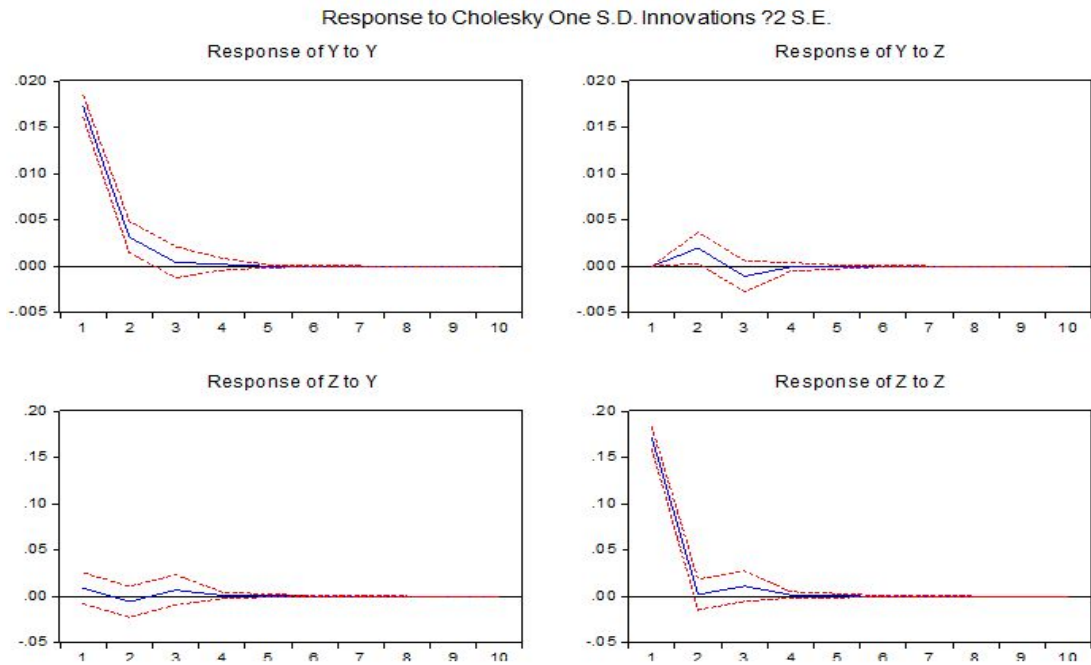 Response to Cholesky One S.D. Innovations ?2 S.E.
Response of Y to Y
.020
.015
.010
.005
.000
-.005
1 2 3 4 5 6 7 8 9 10
Response of Y to Z
.020
.015
.010
.005
.000
-.005
1 2 3 4 5 6 7 8 9 10
Response of Z to Y
.20
.15
.10
.05
.00
-.05
1 2 3 4 5 6 7 8 9 10
Response of Z to Z
.20
.15
.10
.05
.00
-.05
1 2 3 4 5 6 7 8 9 10